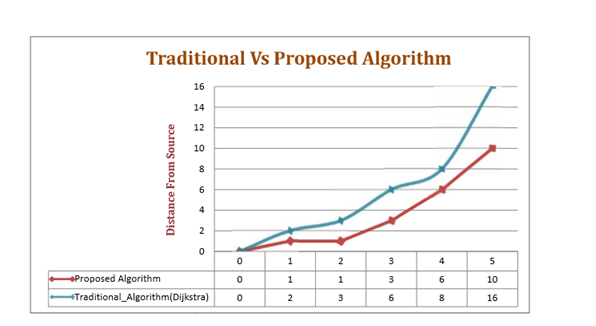 Traditional Vs Proposed Algorithm
Distance From Source
16
14
12
10
8
6
4
2
0
0 1 2 3 4 5
Proposed Algorithm 0 1 1 3 6 10
Traditional_Algorithm(Dijkstra) 0 2 3 6 8 16